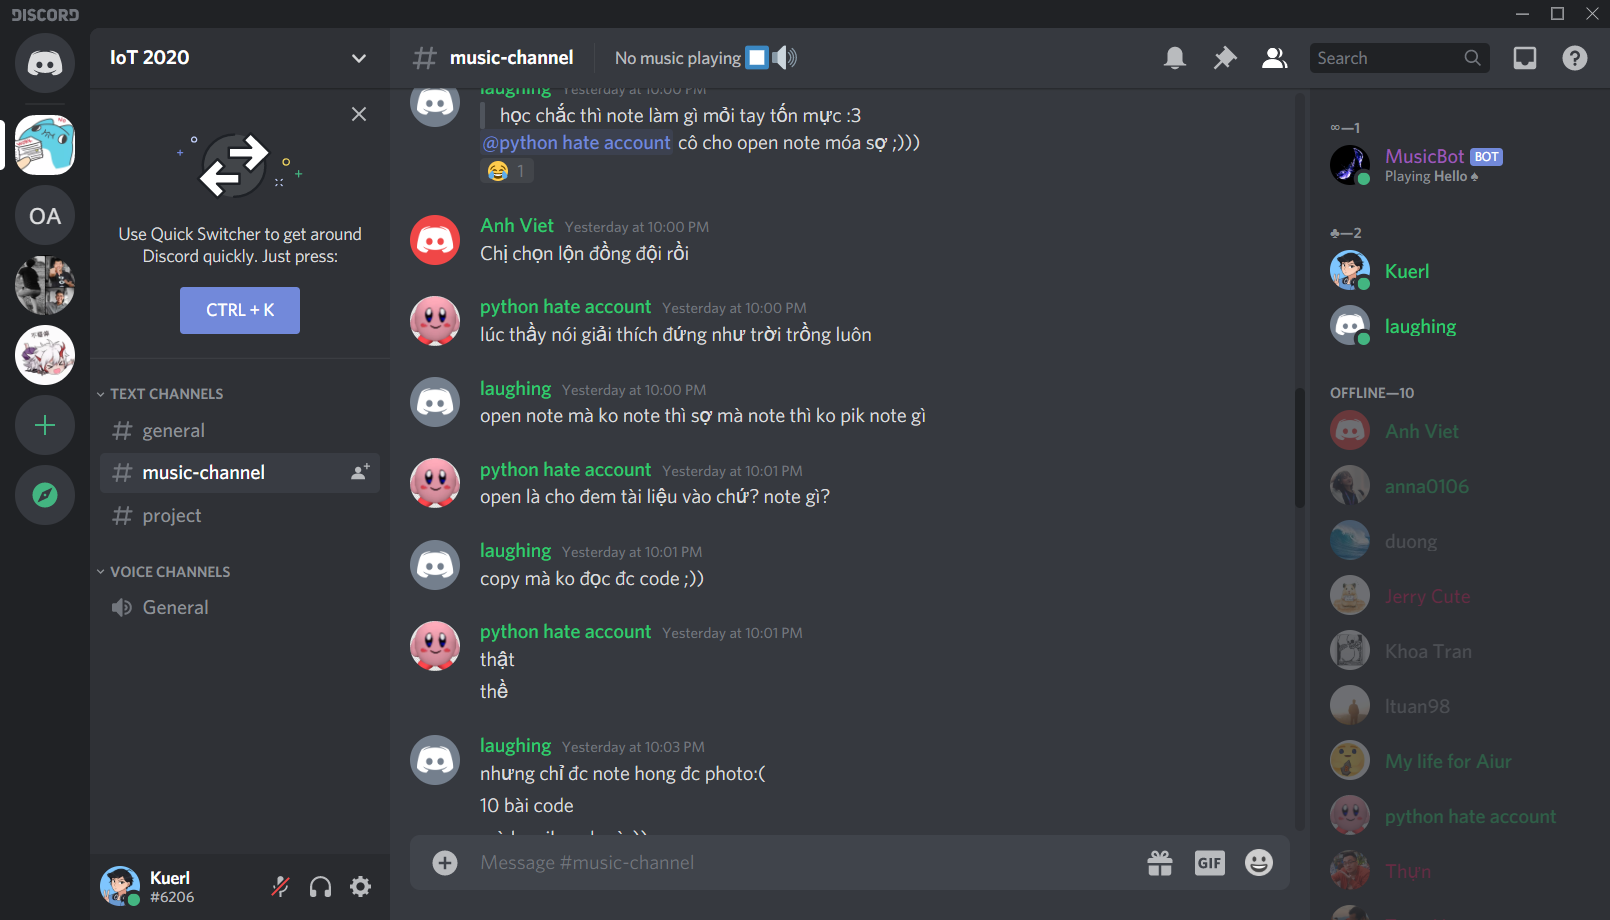 DISCORD
IoT 2020
Use Quick Switcher to get around
Discord quickly. Just press:
CTRL + K
TEXT CHANNELS
general
music-channel
project
VOICE CHANNELS
General
Kuerl
#6206
OA
# music-channel
No music playing
Search
laughing Yesterday at 10:00 PM
học chắc thì note làm gì mỏi tay tốn mực :3
@python hate account cô cho open note móa sợ ;)))
1
Anh Viet Yesterday at 10:00 PM
Chị chọn lộn đồng đội rồi
python hate account Yesterday at 10:00 PM
lúc thầy nói giải thích đứng như trời trồng luôn
laughing Yesterday at 10:00 PM
open note mà ko note thì sợ mà note thì ko pik note gì
python hate account Yesterday at 10:01 PM
open là cho đem tài liệu vào chứ? note gì?
laughing Yesterday at 10:01 PM
copy mà ko đọc đc code ;))
python hate account Yesterday at 10:01 PM
thật
thề
laughing Yesterday at 10:03 PM
nhưng chỉ đc note hong đc photo:(
10 bài code
Message #music-channel
GIF
∞—1
MusicBot BOT
Playing Hello ♠
♣—2
Kuerl
laughing
OFFLINE—10
Anh Viet
anna0106
duong
Jerry Cute
Khoa Tran
ltuan98
My life for Aiur
python hate account
Thưn